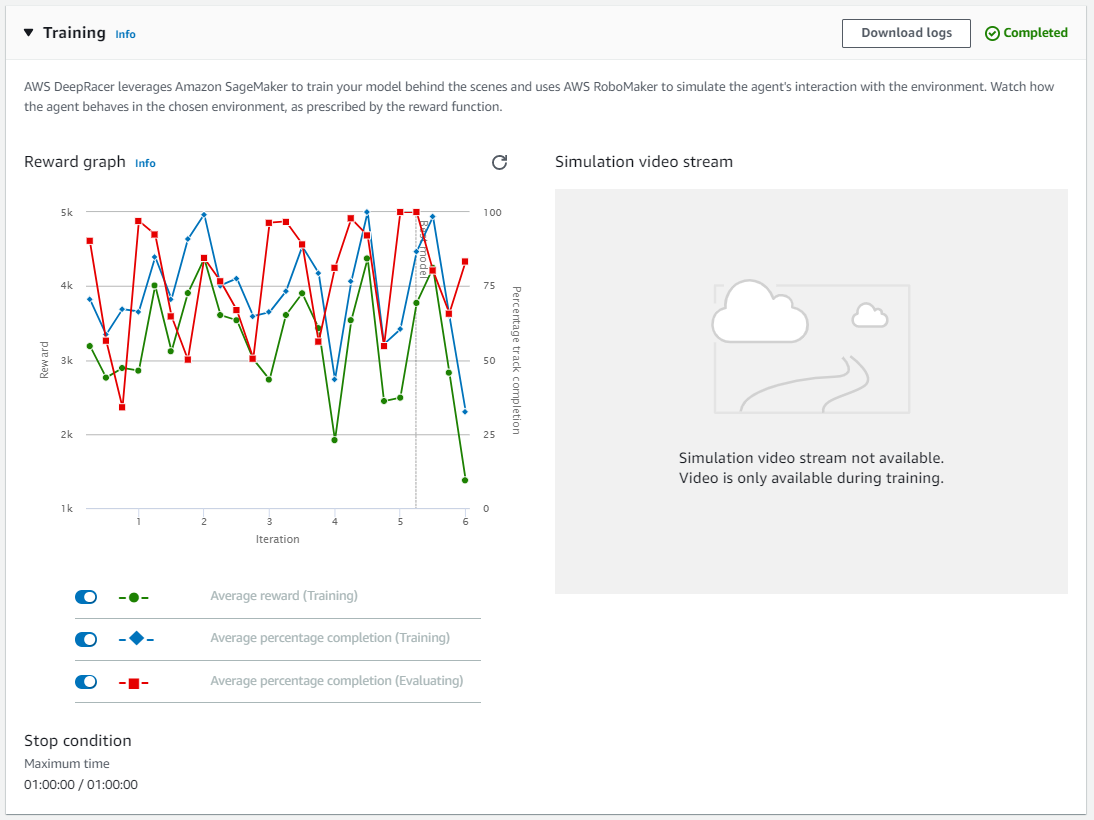 Training Info
Download logs
Completed
AWS DeepRacer leverages Amazon SageMaker to train your model behind the scenes and uses AWS RoboMaker to simulate the agent's interaction with the environment. Watch how
the agent behaves in the chosen environment, as prescribed by the reward function.
Reward graph Info
5k
4k
3k
2k
1k
Reward
100
75
50
25
0
Percentage track completion
Best model
1 2 3 4 5 6
Iteration
Average reward (Training)
Average percentage completion (Training)
Average percentage completion (Evaluating)
Simulation video stream
Simulation video stream not available.
Video is only available during training.
Stop condition
Maximum time
01:00:00 / 01:00:00